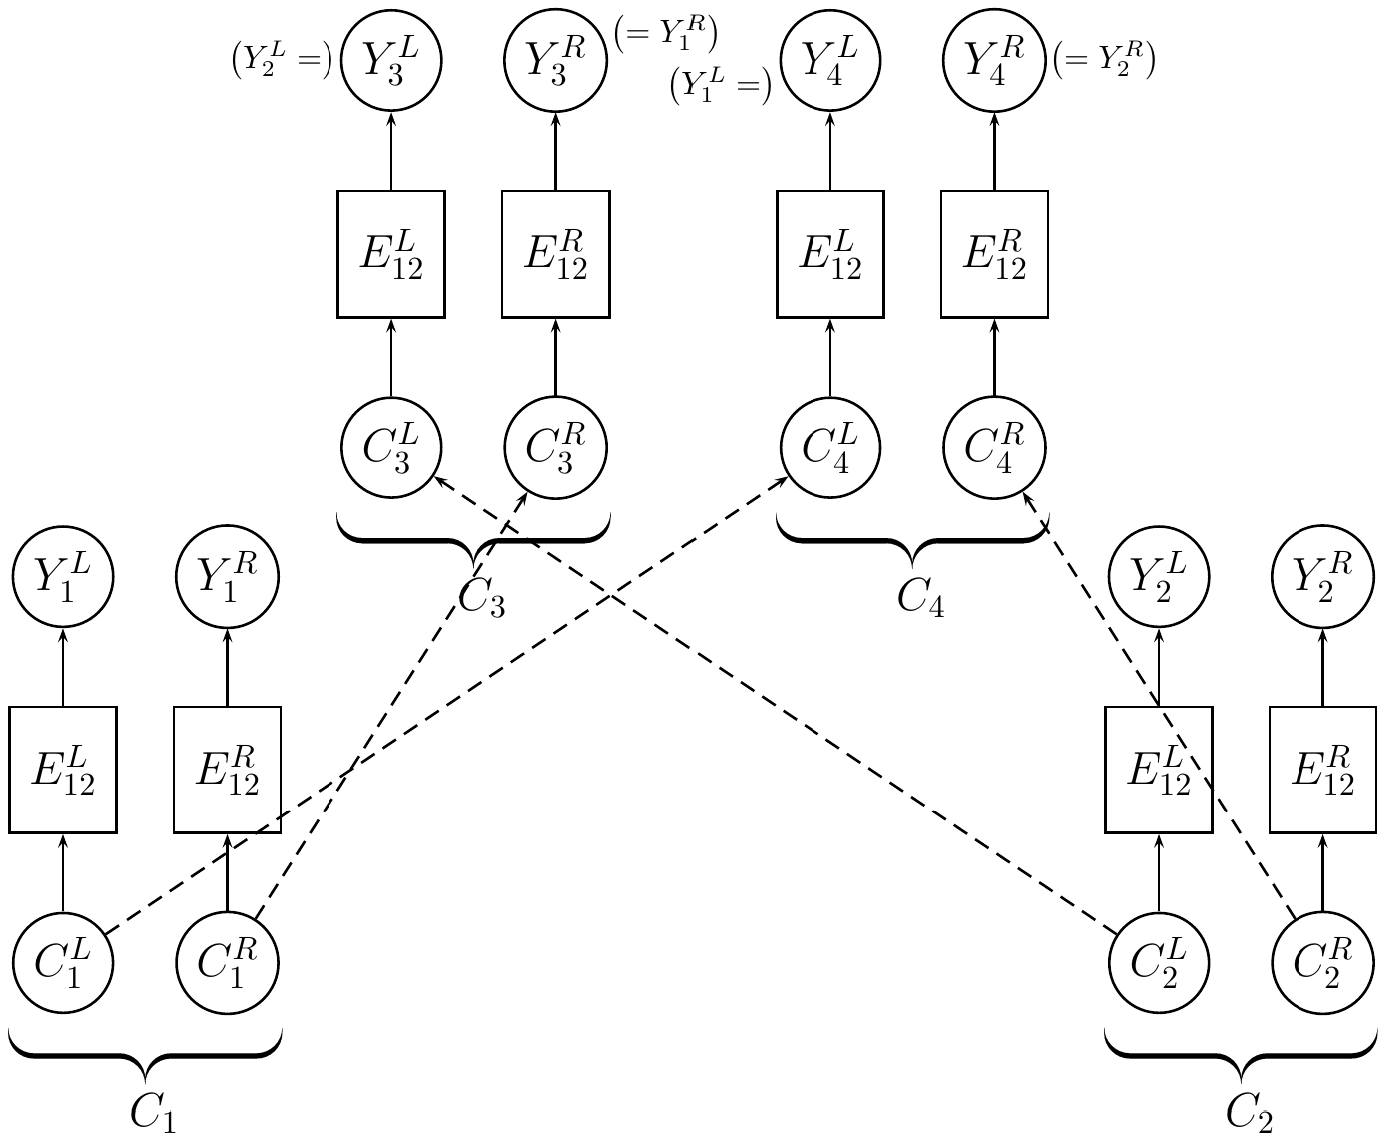 (Y_2^L =) Y_3^L Y_3^R (= Y_1^R) (Y_1^L =) Y_4^L Y_4^R (= Y_2^R)
E_{12}^L E_{12}^R E_{12}^L E_{12}^R
C_3^L C_3^R C_4^L C_4^R
Y_1^L Y_1^R C_3 C_4 Y_2^L Y_2^R
E_{12}^L E_{12}^R E_{12}^L E_{12}^R
C_1^L C_1^R C_2^L C_2^R
C_1 C_2